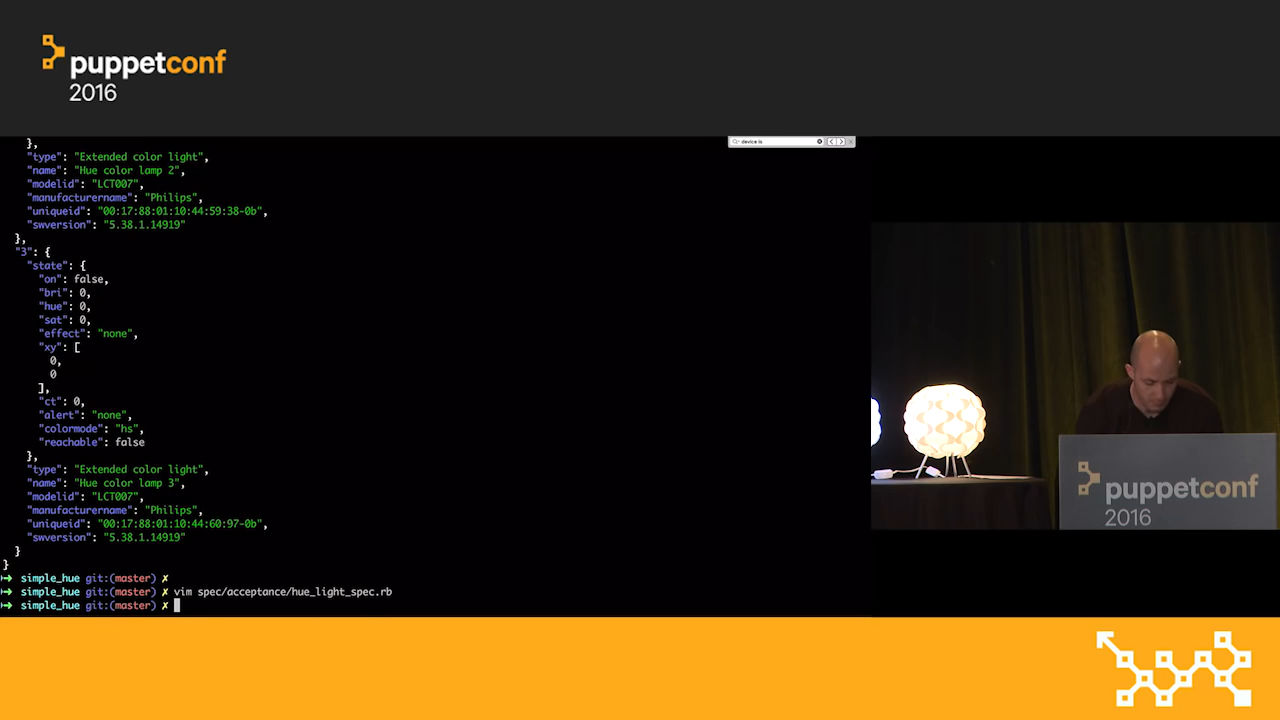 puppetconf
2016
device is
},
"type": "Extended color light",
"name": "Hue color lamp 2",
"modelid": "LCT007",
"manufacturername": "Philips",
"uniqueid": "00:17:88:01:10:44:59:38-0b",
"swversion": "5.38.1.14919"
},
"3": {
"state": {
"on": false,
"bri": 0,
"hue": 0,
"sat": 0,
"effect": "none",
"xy": [
0,
0
],
"ct": 0,
"alert": "none",
"colormode": "hs",
"reachable": false
},
"type": "Extended color light",
"name": "Hue color lamp 3",
"modelid": "LCT007",
"manufacturername": "Philips",
"uniqueid": "00:17:88:01:10:44:60:97-0b",
"swversion": "5.38.1.14919"
}
}
➜ simple_hue git:(master) ✗
➜ simple_hue git:(master) ✗ vim spec/acceptance/hue_light_spec.rb
➜ simple_hue git:(master) ✗
puppetconf
2016